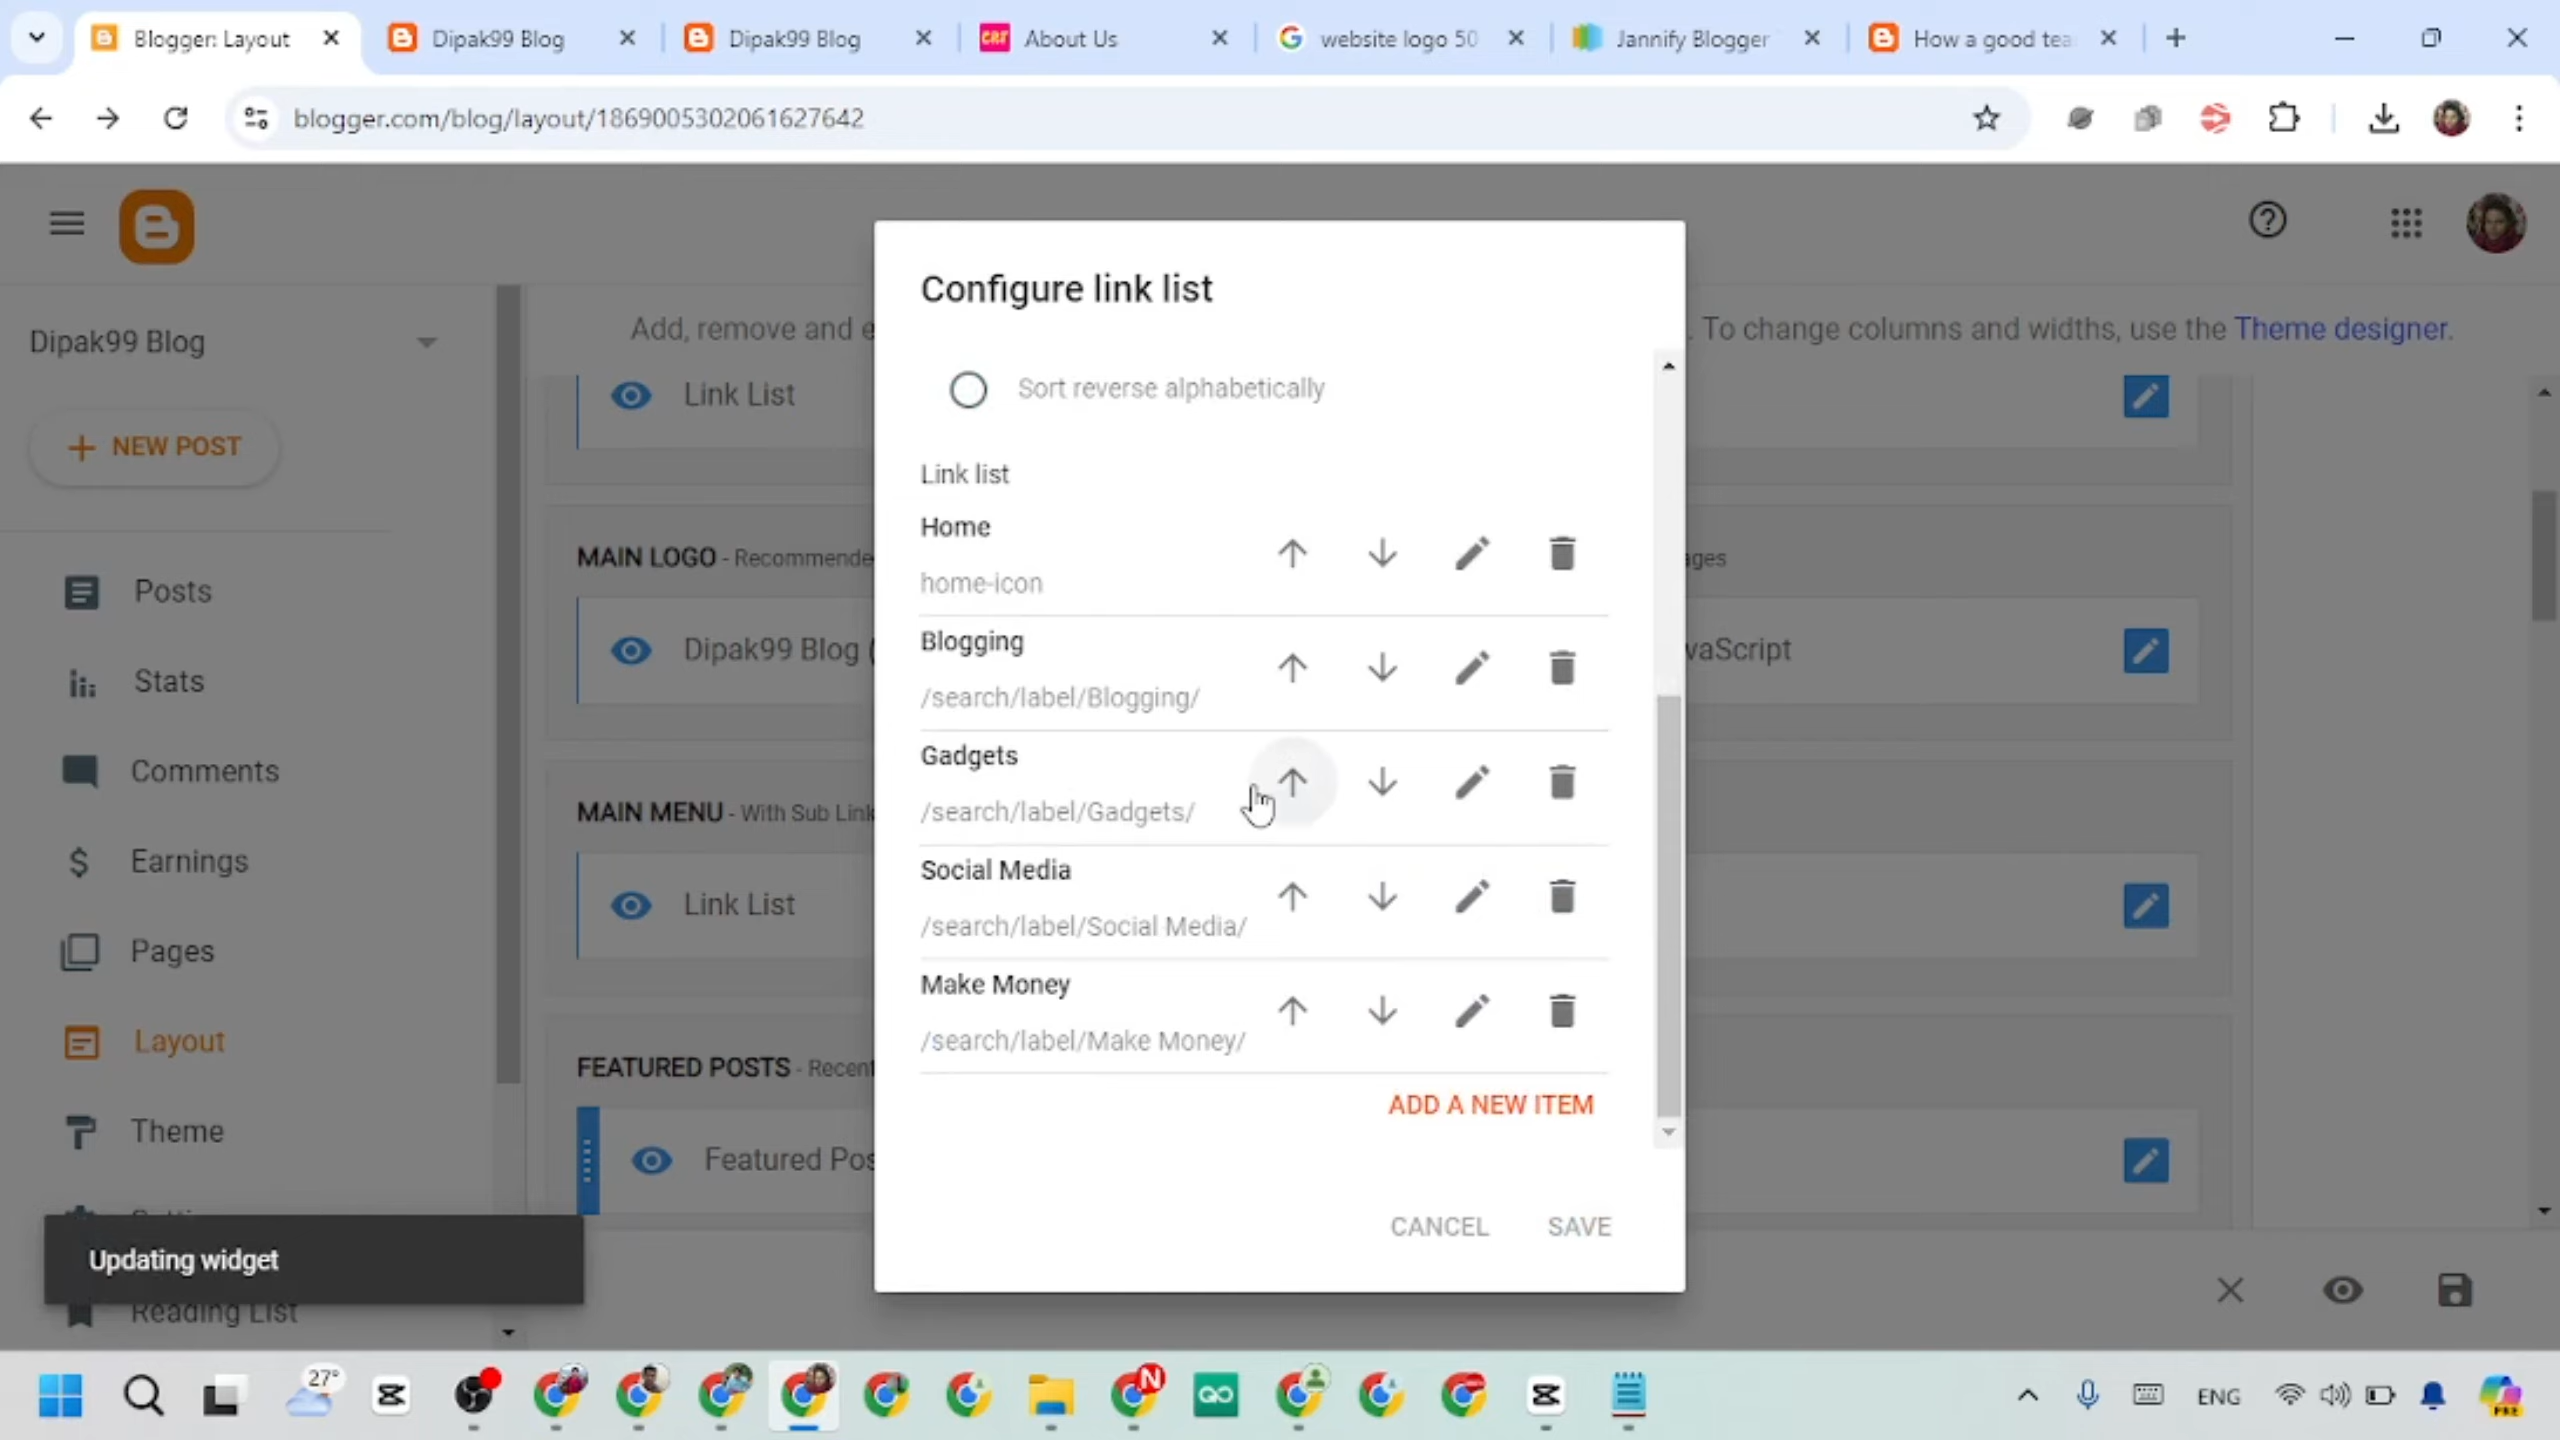 Blogger: Layout
Dipak99 Blog
Dipak99 Blog
CRF
About Us
website logo 50
Jannify Blogger
How a good tea
blogger.com/blog/layout/1869005302061627642
Dipak99 Blog
NEW POST
Posts
Stats
Comments
Earnings
Pages
Layout
Theme
Reading List
Updating widget
Add, remove and e
. To change columns and widths, use the Theme designer.
Link List
MAIN LOGO - Recommende
ages
Dipak99 Blog (
vaScript
MAIN MENU - With Sub Link
Link List
FEATURED POSTS - Recent
Featured Pos
Configure link list
Sort reverse alphabetically
Link list
Home
home-icon
Blogging
/search/label/Blogging/
Gadgets
/search/label/Gadgets/
Social Media
/search/label/Social Media/
Make Money
/search/label/Make Money/
ADD A NEW ITEM
CANCEL
SAVE
27°
N
ENG
PRE